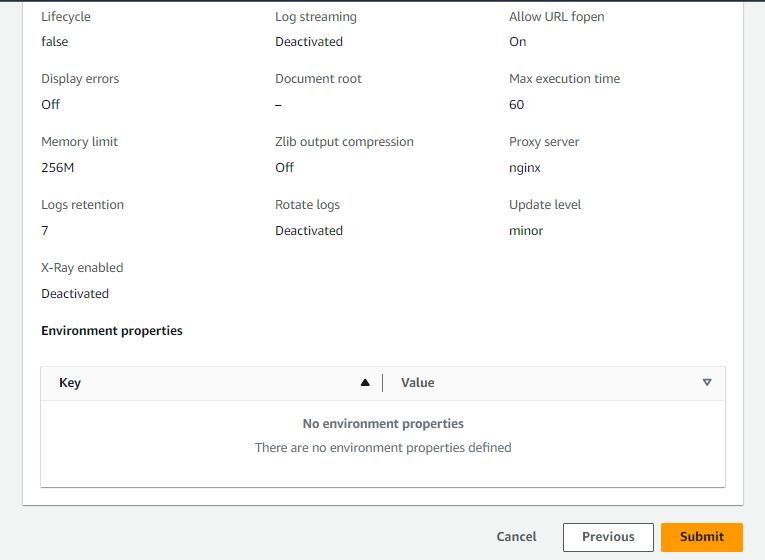 Lifecycle Log streaming Allow URL fopen
false Deactivated On
Display errors Document root Max execution time
Off – 60
Memory limit Zlib output compression Proxy server
256M Off nginx
Logs retention Rotate logs Update level
7 Deactivated minor
X-Ray enabled
Deactivated
Environment properties
Key Value
No environment properties
There are no environment properties defined
Cancel Previous Submit